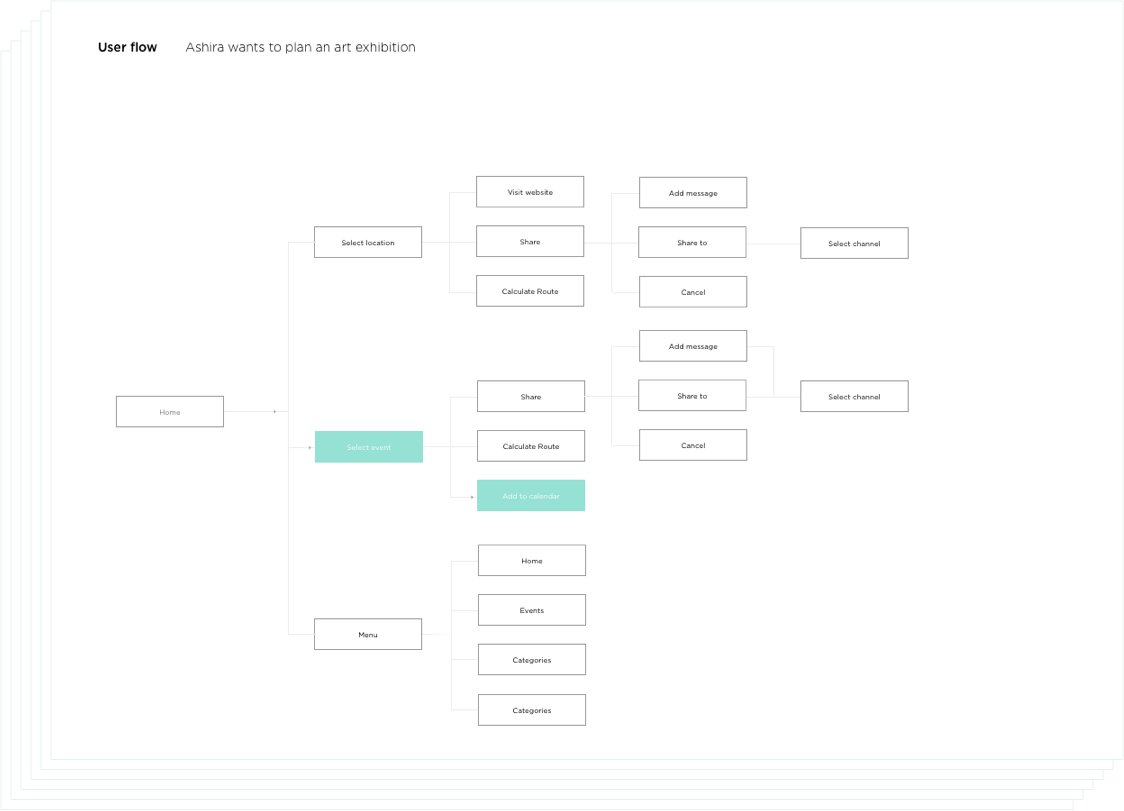 User flow Ashira wants to plan an art exhibition
Visit website
Add message
Select location
Share
Share to
Select channel
Calculate Route
Cancel
Add message
Share
Share to
Select channel
Home
Select event
Calculate Route
Cancel
Add to calendar
Home
Events
Menu
Categories
Categories